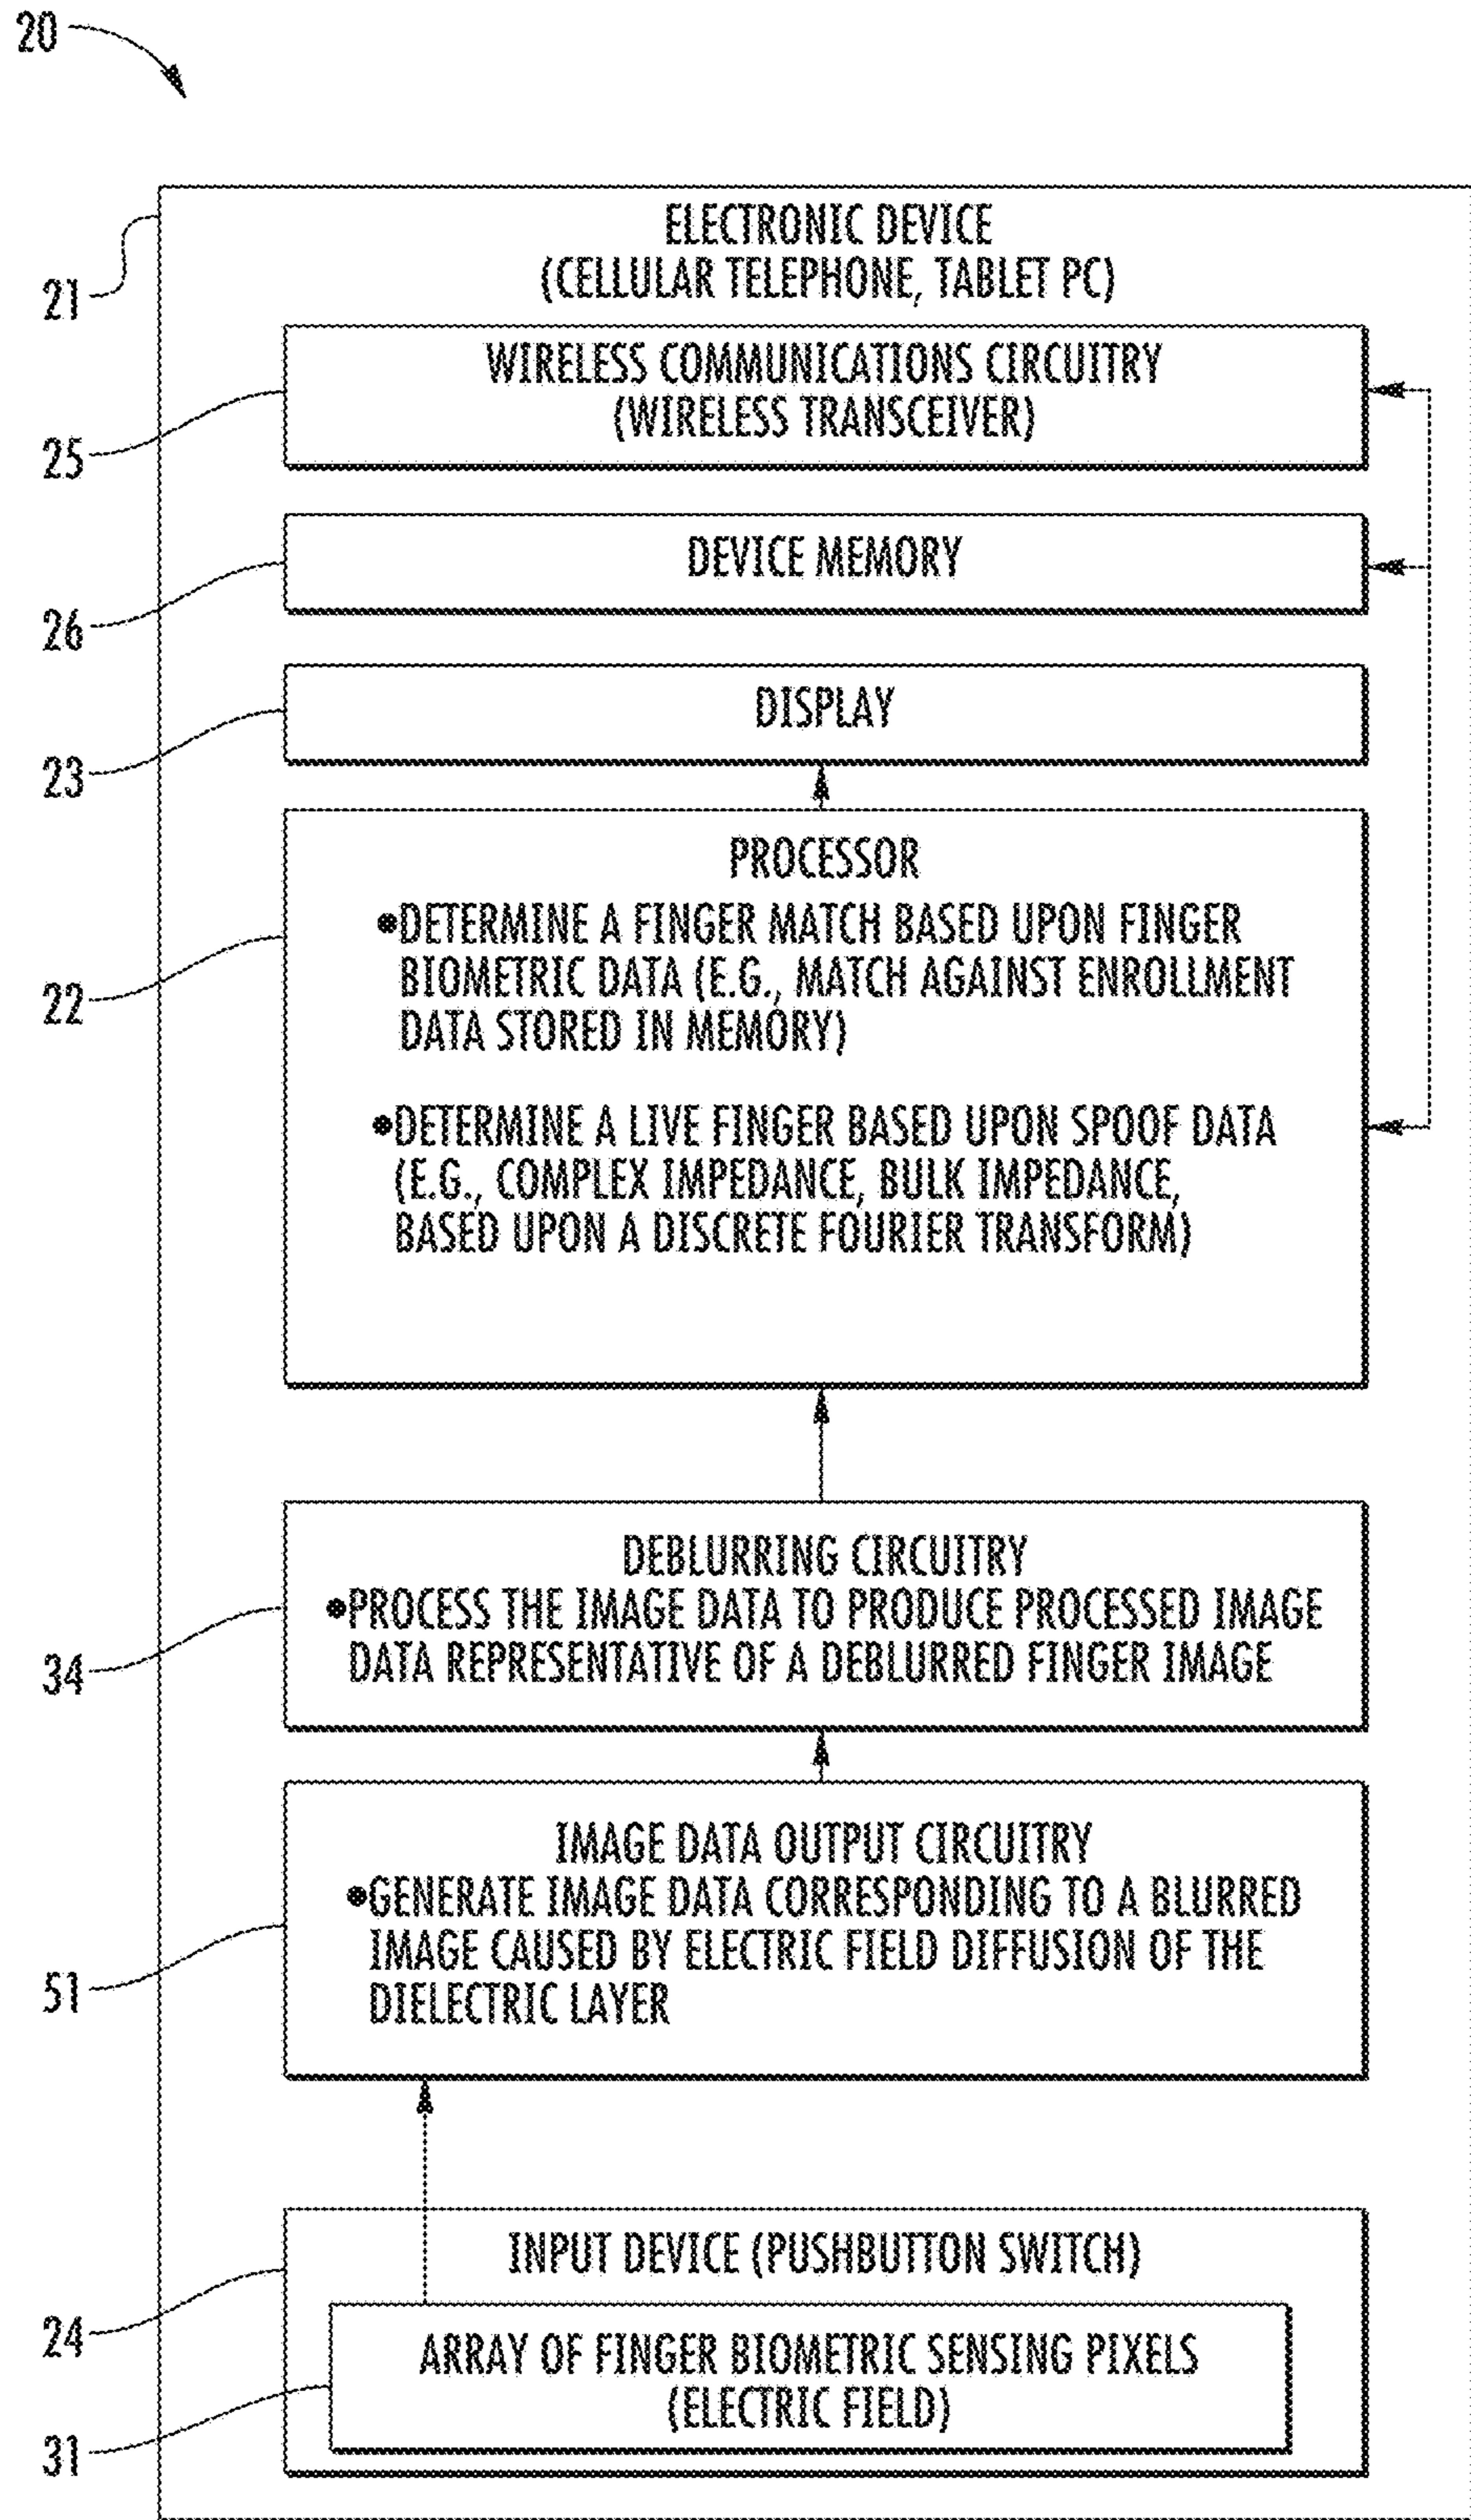 20
21
ELECTRONIC DEVICE
(CELLULAR TELEPHONE, TABLET PC)
25
WIRELESS COMMUNICATIONS CIRCUITRY
(WIRELESS TRANSCEIVER)
26
DEVICE MEMORY
23
DISPLAY
22
PROCESSOR
•DETERMINE A FINGER MATCH BASED UPON FINGER
BIOMETRIC DATA (E.G., MATCH AGAINST ENROLLMENT
DATA STORED IN MEMORY)
•DETERMINE A LIVE FINGER BASED UPON SPOOF DATA
(E.G., COMPLEX IMPEDANCE, BULK IMPEDANCE,
BASED UPON A DISCRETE FOURIER TRANSFORM)
34
DEBLURRING CIRCUITRY
•PROCESS THE IMAGE DATA TO PRODUCE PROCESSED IMAGE
DATA REPRESENTATIVE OF A DEBLURRED FINGER IMAGE
51
IMAGE DATA OUTPUT CIRCUITRY
•GENERATE IMAGE DATA CORRESPONDING TO A BLURRED
IMAGE CAUSED BY ELECTRIC FIELD DIFFUSION OF THE
DIELECTRIC LAYER
24
INPUT DEVICE (PUSHBUTTON SWITCH)
31
ARRAY OF FINGER BIOMETRIC SENSING PIXELS
(ELECTRIC FIELD)